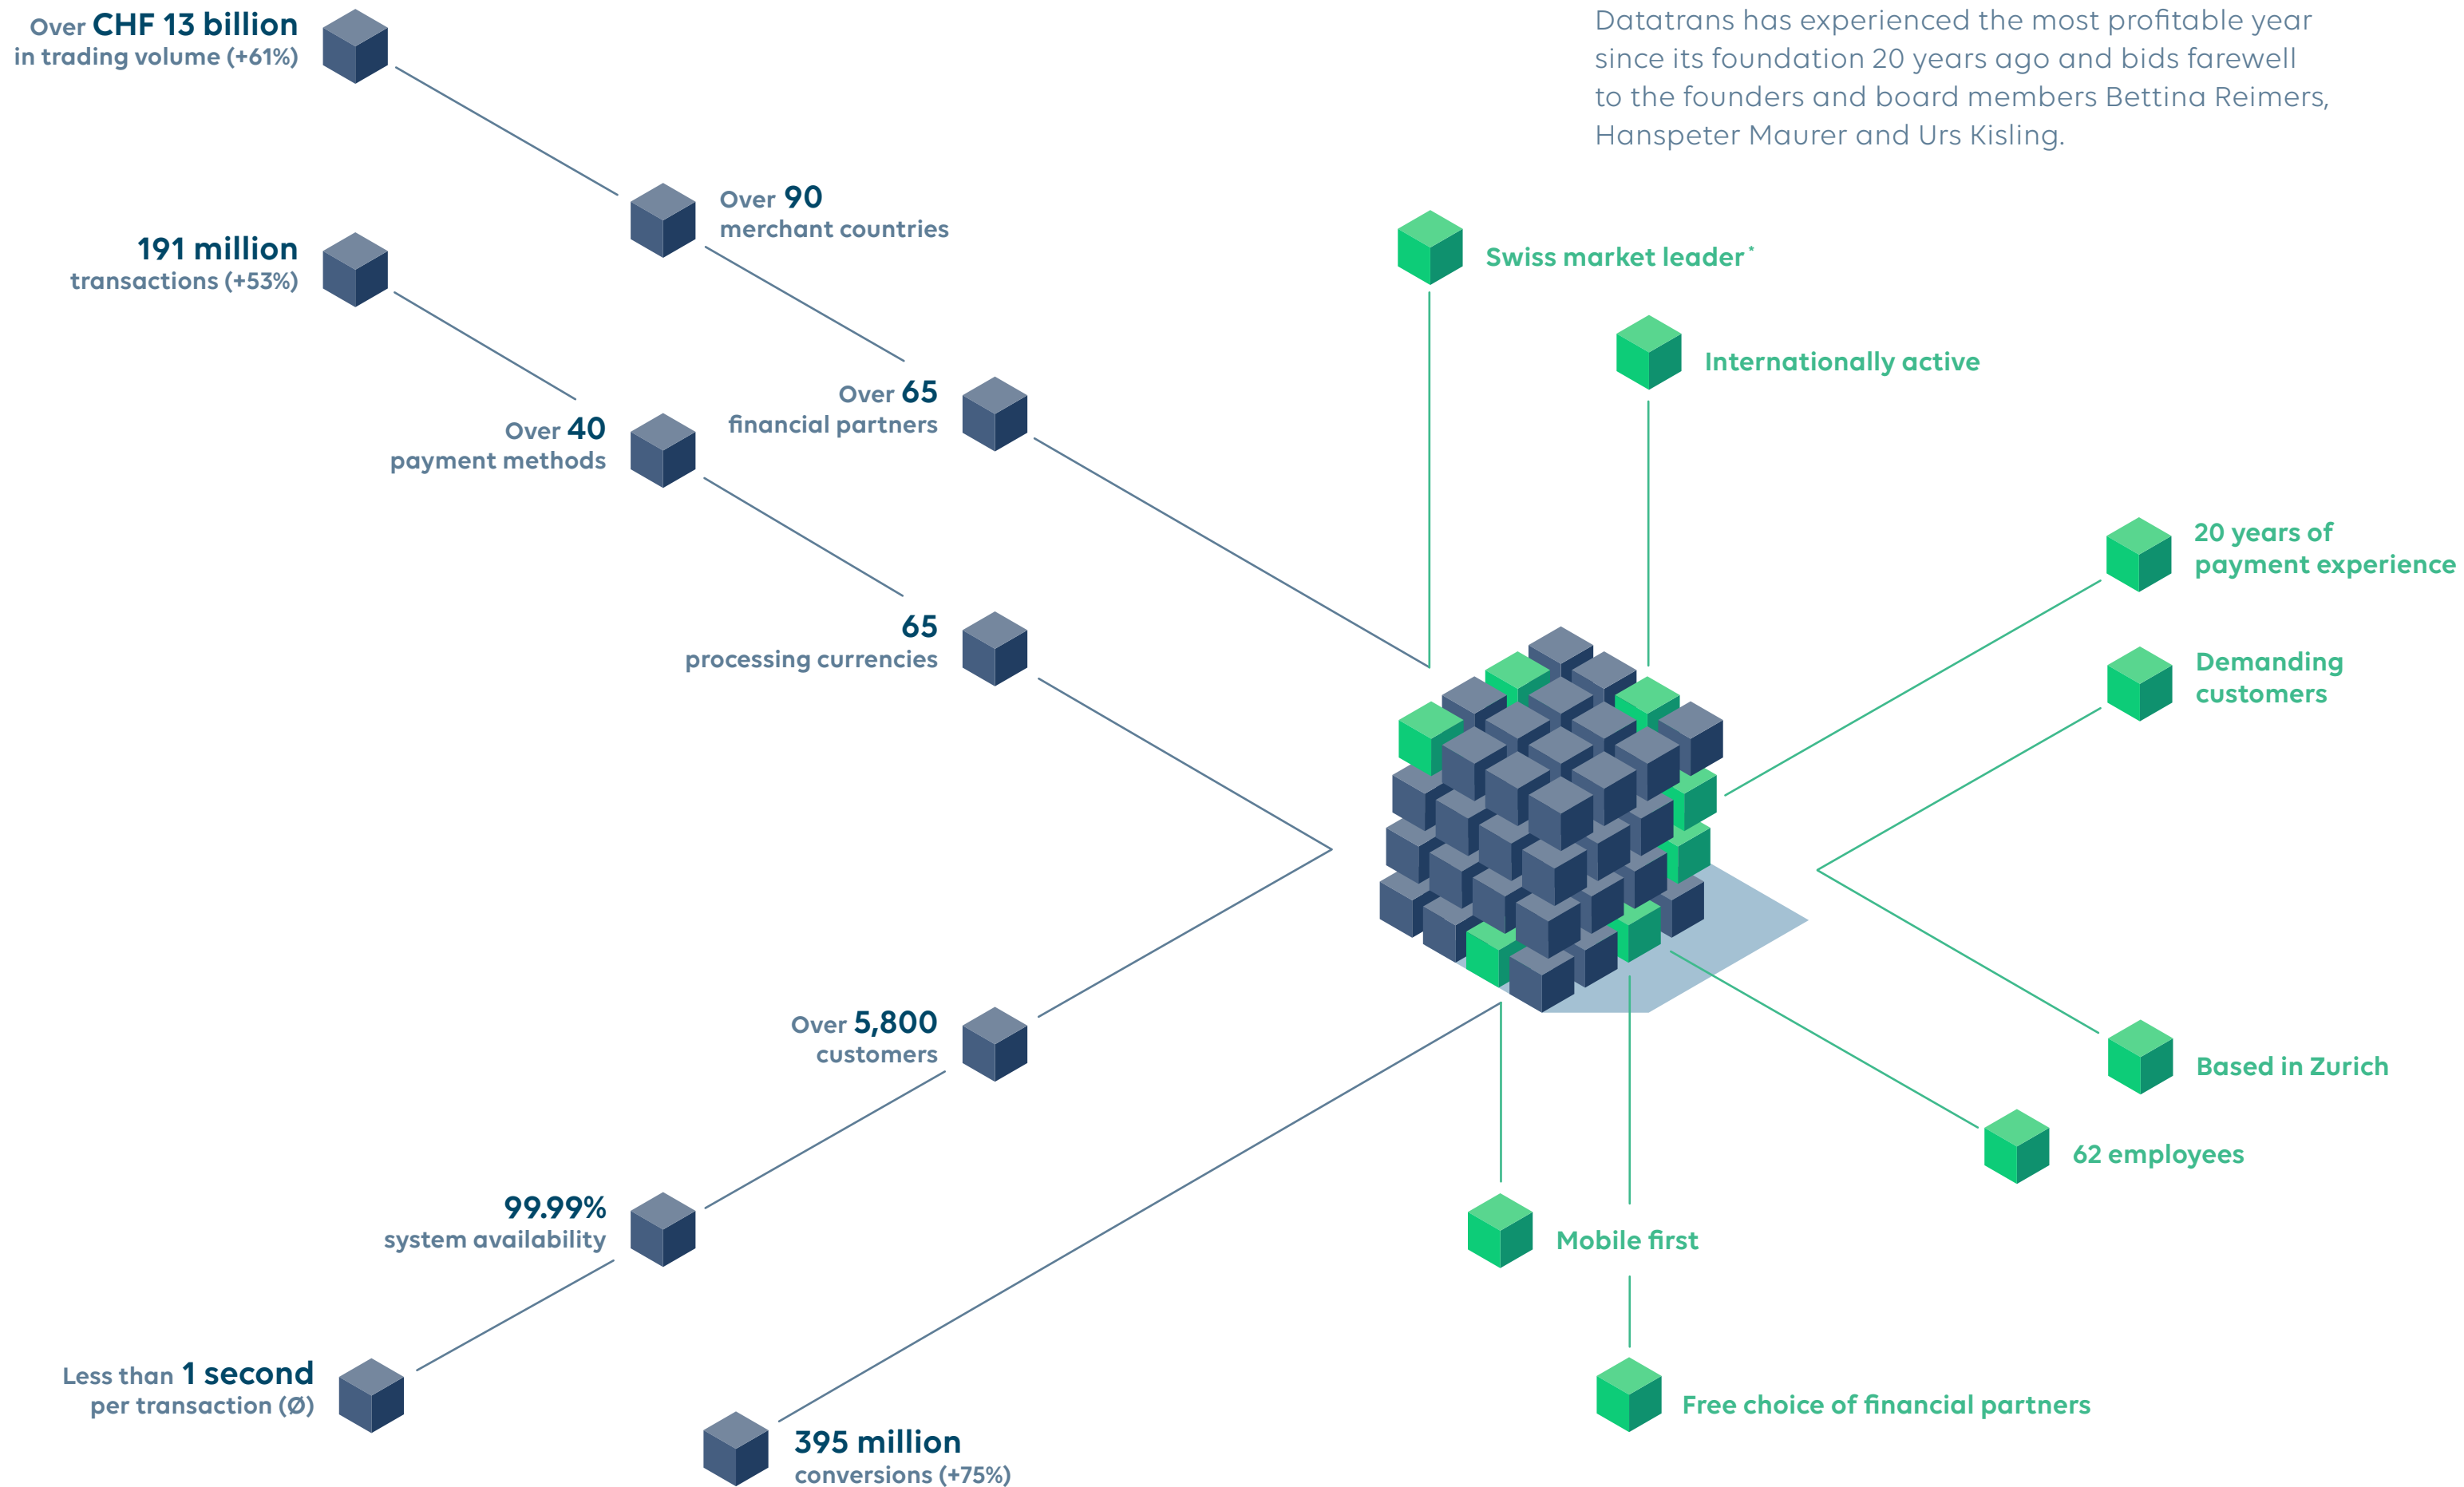 Over CHF 13 billion
in trading volume (+61%)
Datatrans has experienced the most profitable year
since its foundation 20 years ago and bids farewell
to the founders and board members Bettina Reimers,
Hanspeter Maurer and Urs Kisling.
Over 90
merchant countries
191 million
transactions (+53%)
Over 65
financial partners
Over 40
payment methods
65
processing currencies
Over 5,800
customers
99.99%
system availability
Less than 1 second
per transaction (Ø)
395 million
conversions (+75%)
Swiss market leader*
Internationally active
20 years of
payment experience
Demanding
customers
Based in Zurich
62 employees
Mobile first
Free choice of financial partners